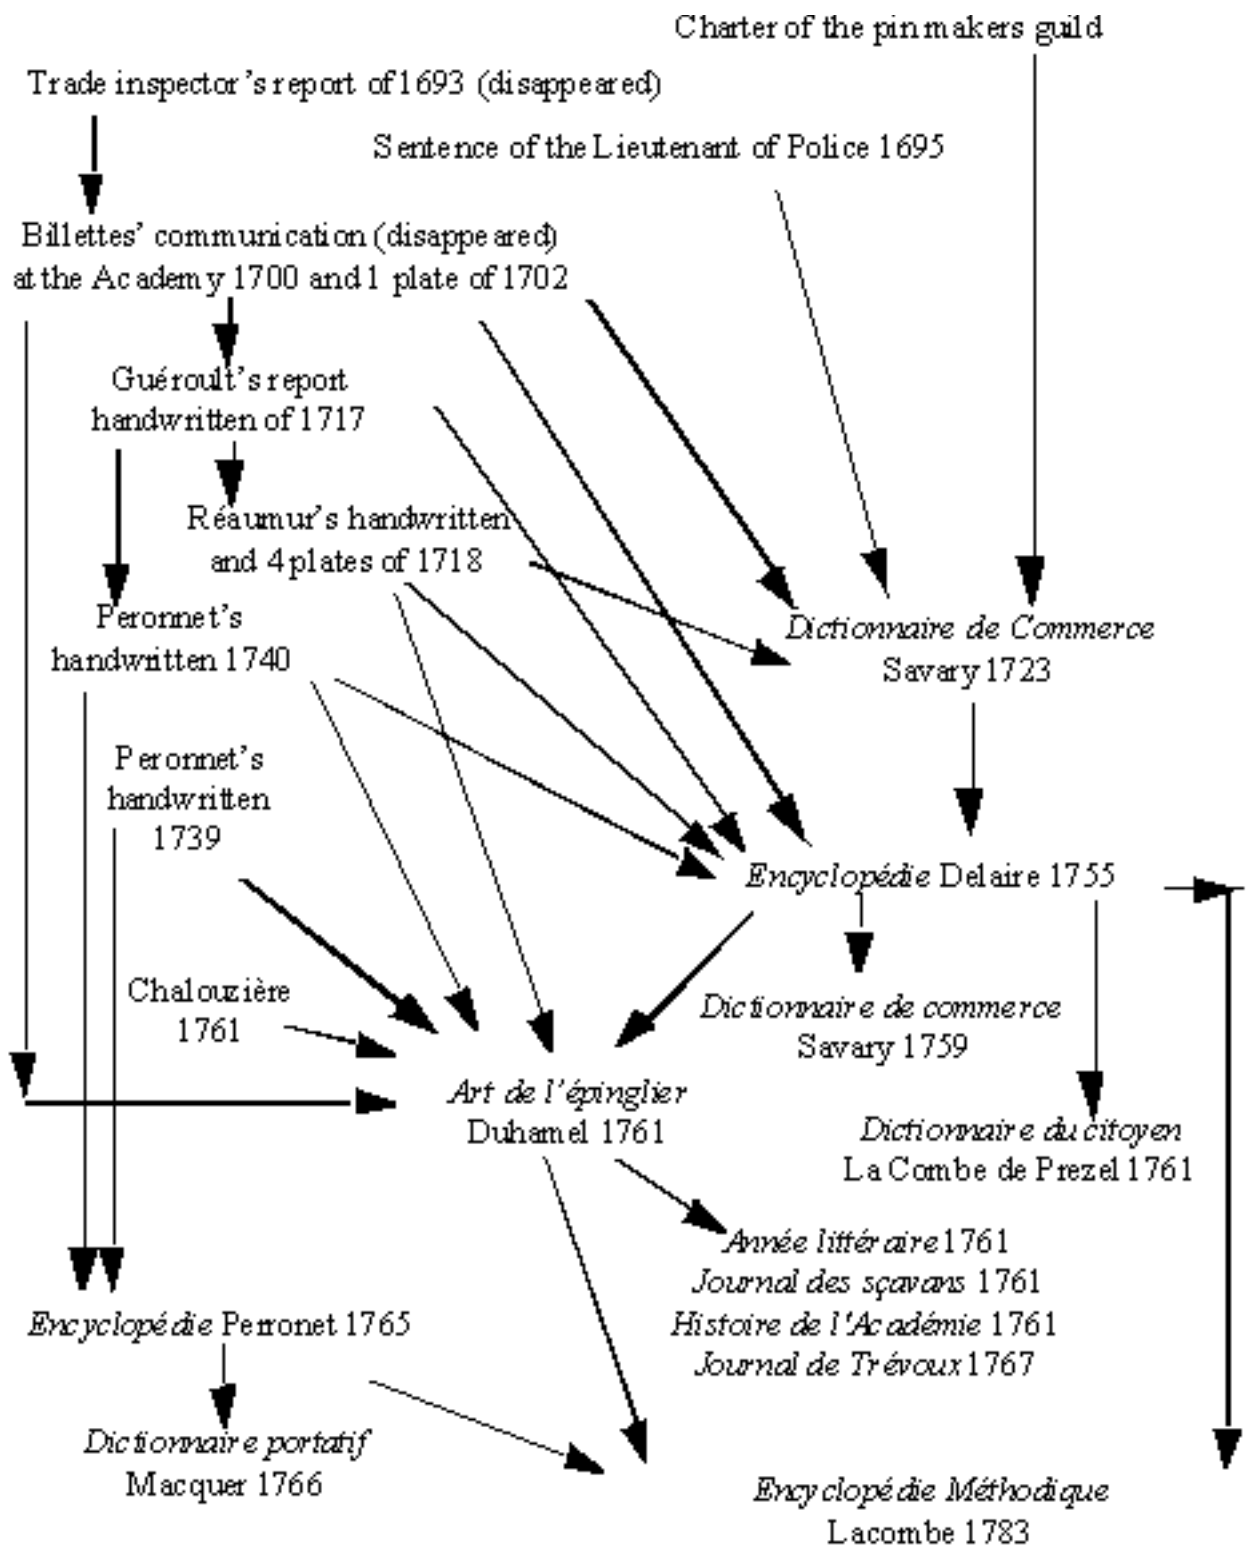 Charter of the pinmakers guild
Trade inspector's report of 1693 (disappeared)
Sentence of the Lieutenant of Police 1695
Billettes' communication (disappeared)
at the Academy 1700 and 1 plate of 1702
Guéroult's report
handwritten of 1717
Réaumur's handwritten
and 4 plates of 1718
Peronnet's
handwritten 1740
Dictionnaire de Commerce
Savary 1723
Peronnet's
handwritten
1739
Encyclopédie Delaire 1755
Chalouzière
1761
Dictionnaire de commerce
Savary 1759
Art de l'épinglier
Duhamel 1761
Dictionnaire du citoyen
La Combe de Prezel 1761
Année littéraire 1761
Journal des sçavans 1761
Histoire de l'Académie 1761
Journal de Trévoux 1767
Encyclopédie Perronet 1765
Dictionnaire portatif
Macquer 1766
Encyclopédie Méthodique
Lacombe 1783